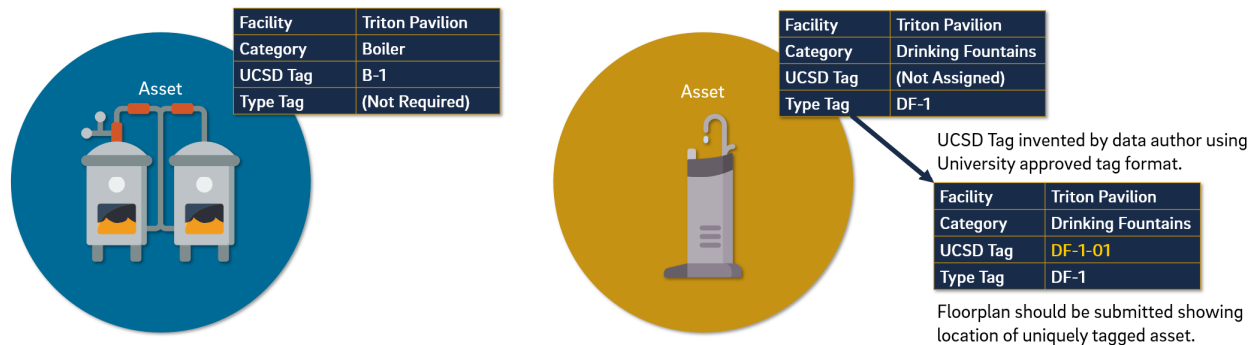 Asset
Facility Triton Pavilion
Category Boiler
UCSD Tag B-1
Type Tag (Not Required)
Asset
Facility Triton Pavilion
Category Drinking Fountains
UCSD Tag (Not Assigned)
Type Tag DF-1
UCSD Tag invented by data author using
University approved tag format.
Facility Triton Pavilion
Category Drinking Fountains
UCSD Tag DF-1-01
Type Tag DF-1
Floorplan should be submitted showing
location of uniquely tagged asset.